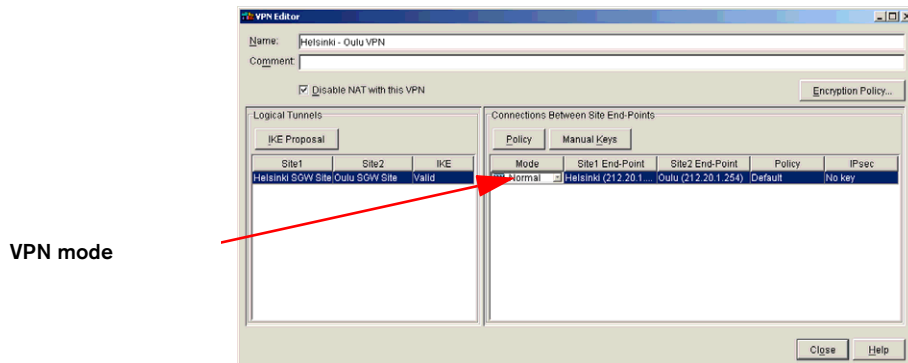 VPN Editor
Name: Helsinki - Oulu VPN
Comment:
Disable NAT with this VPN
Encryption Policy...
Logical Tunnels
IKE Proposal
Site1 Site2 IKE
Helsinki SGW Site Oulu SGW Site Valid
Connections Between Site End-Points
Policy Manual Keys
Mode Site1 End-Point Site2 End-Point Policy IPsec
Normal Helsinki (212.20.1.... Oulu (212.20.1.254) Default No key
VPN mode
Close Help